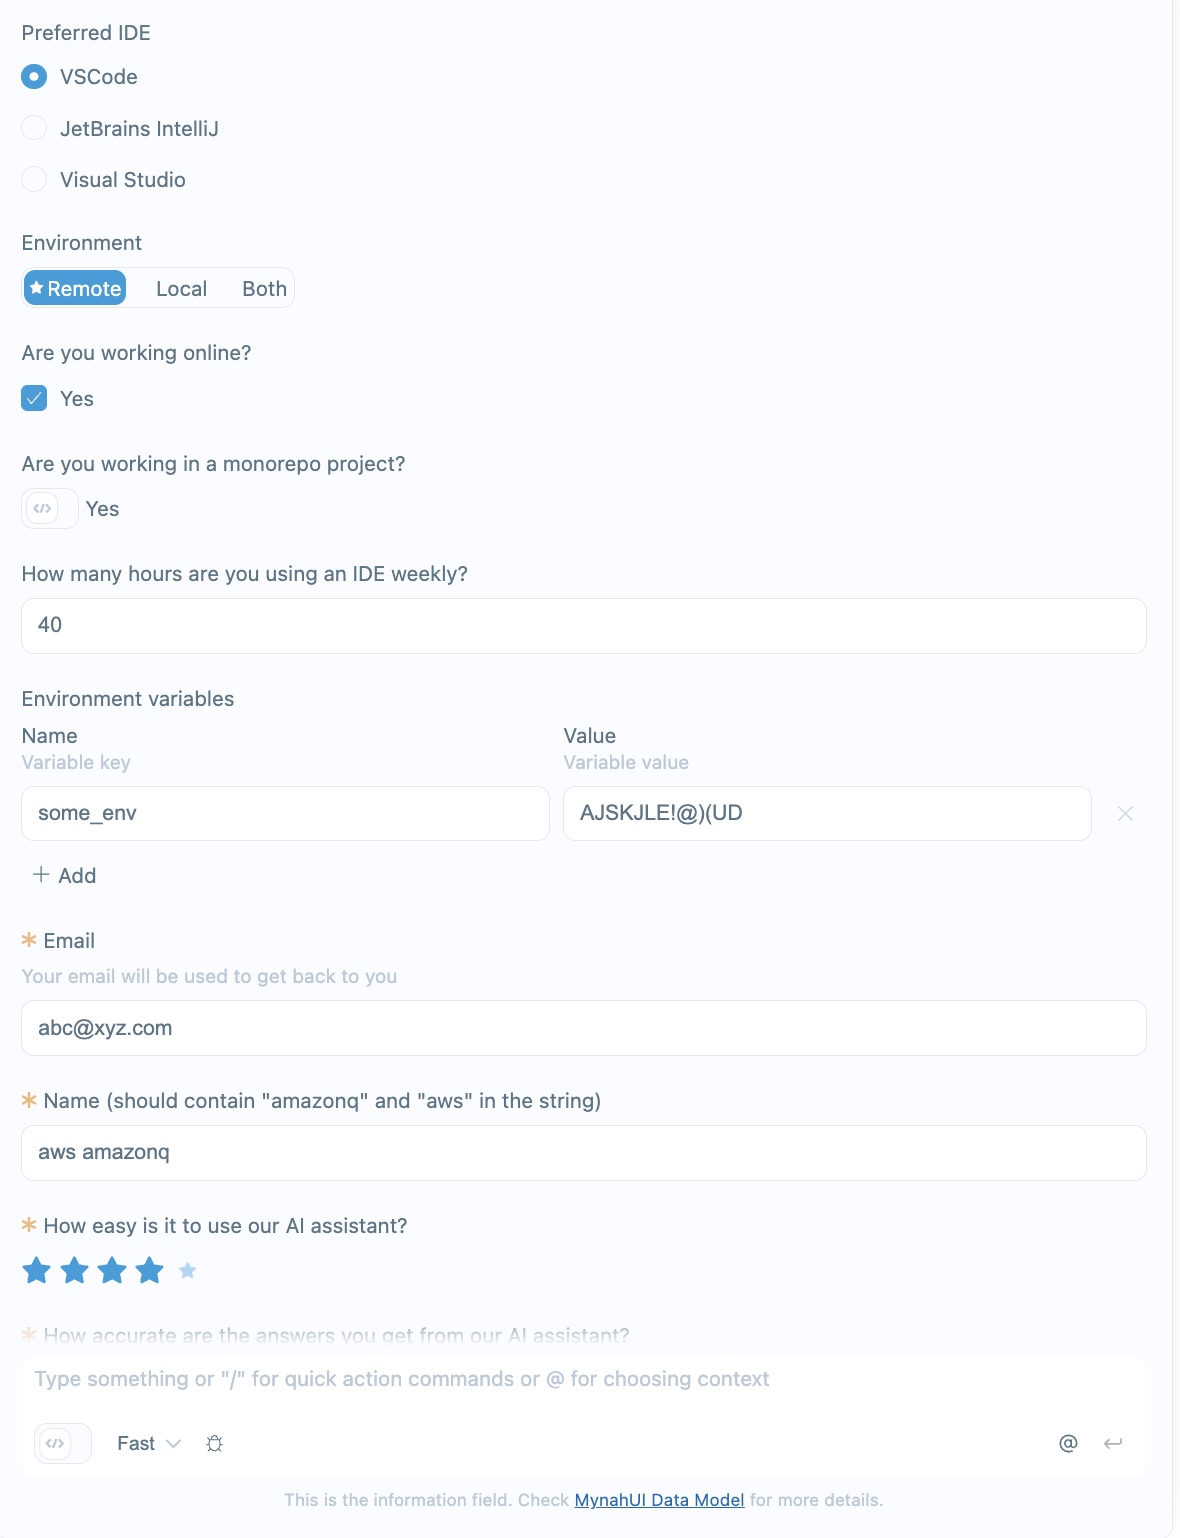 Preferred IDE
VSCode
JetBrains IntelliJ
Visual Studio
Environment
Remote Local Both
Are you working online?
Yes
Are you working in a monorepo project?
Yes
How many hours are you using an IDE weekly?
40
Environment variables
Name Value
Variable key Variable value
some_env AJSKJLE!@)(UD
Add
* Email
Your email will be used to get back to you
abc@xyz.com
* Name (should contain "amazonq" and "aws" in the string)
aws amazonq
* How easy is it to use our AI assistant?
* How accurate are the answers you get from our AI assistant?
Type something or "/" for quick action commands or @ for choosing context
Fast @
This is the information field. Check MynahUI Data Model for more details.